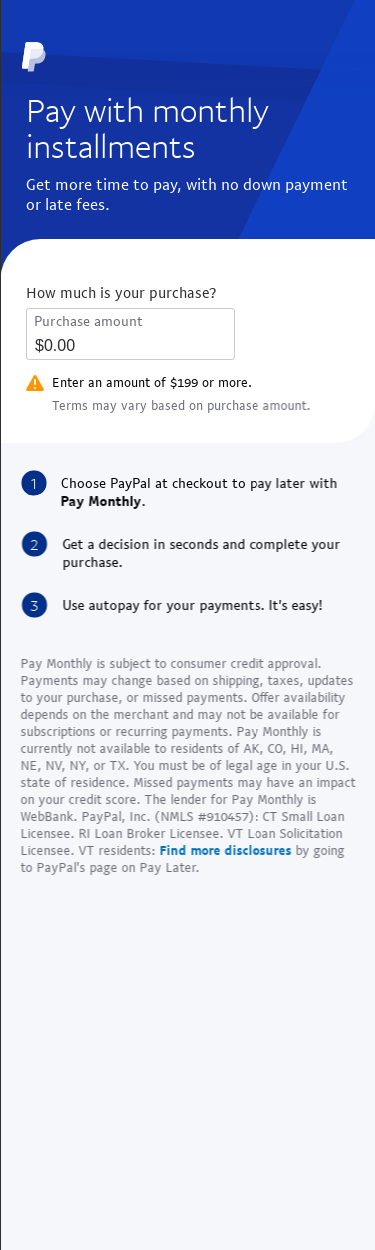 Pay with monthly
installments
Get more time to pay, with no down payment
or late fees.
How much is your purchase?
Purchase amount
$0.00
Enter an amount of $199 or more.
Terms may vary based on purchase amount.
1 Choose PayPal at checkout to pay later with
Pay Monthly.
2 Get a decision in seconds and complete your
purchase.
3 Use autopay for your payments. It's easy!
Pay Monthly is subject to consumer credit approval.
Payments may change based on shipping, taxes, updates
to your purchase, or missed payments. Offer availability
depends on the merchant and may not be available for
subscriptions or recurring payments. Pay Monthly is
currently not available to residents of AK, CO, HI, MA,
NE, NV, NY, or TX. You must be of legal age in your U.S.
state of residence. Missed payments may have an impact
on your credit score. The lender for Pay Monthly is
WebBank. PayPal, Inc. (NMLS #910457): CT Small Loan
Licensee. RI Loan Broker Licensee. VT Loan Solicitation
Licensee. VT residents: Find more disclosures by going
to PayPal's page on Pay Later.